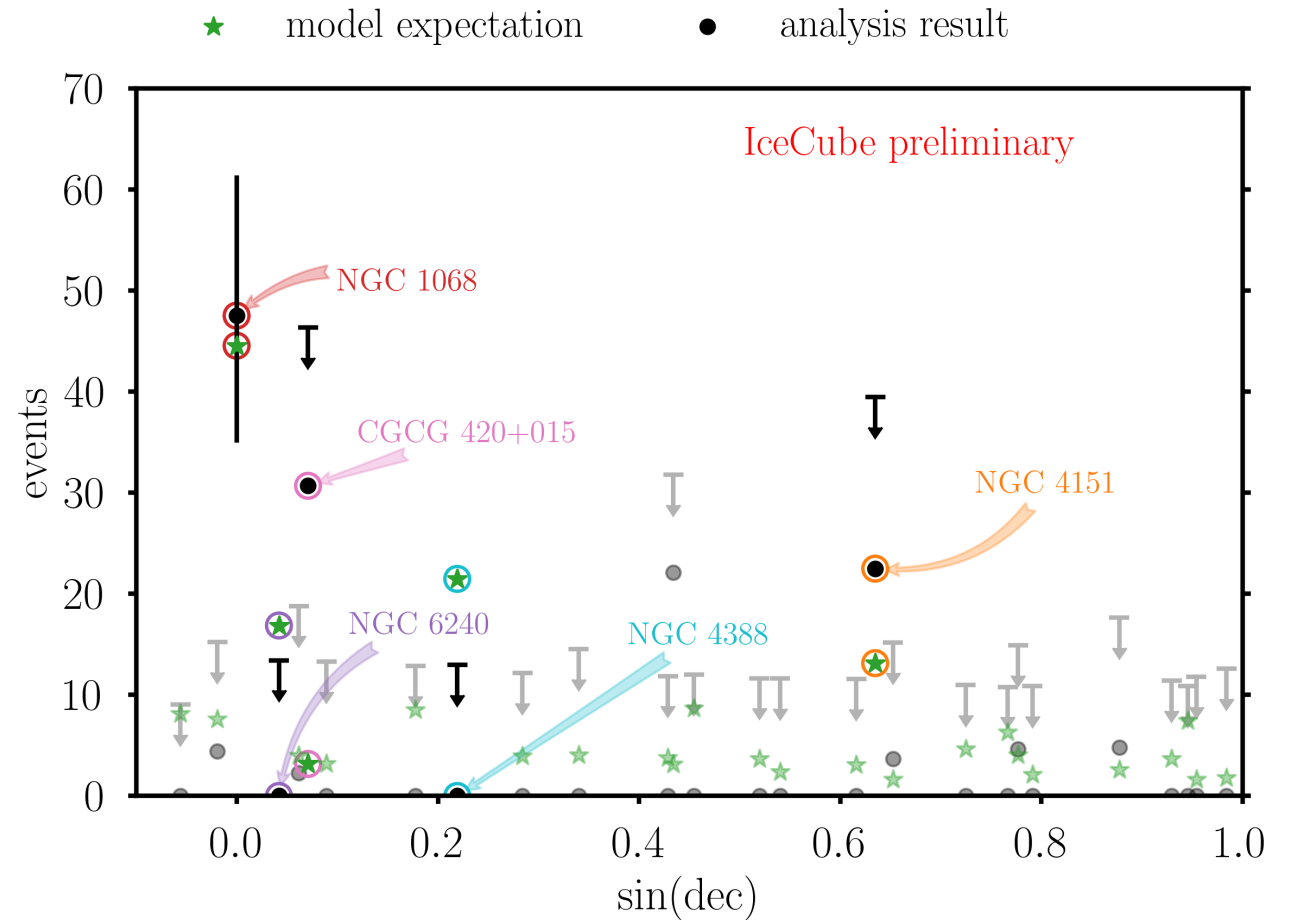 model expectation
analysis result
IceCube preliminary
70
60
50
40
30
20
10
0
events
NGC 1068
CGCG 420+015
NGC 4151
NGC 6240
NGC 4388
0.0
0.2
0.4
0.6
0.8
1.0
sin(dec)